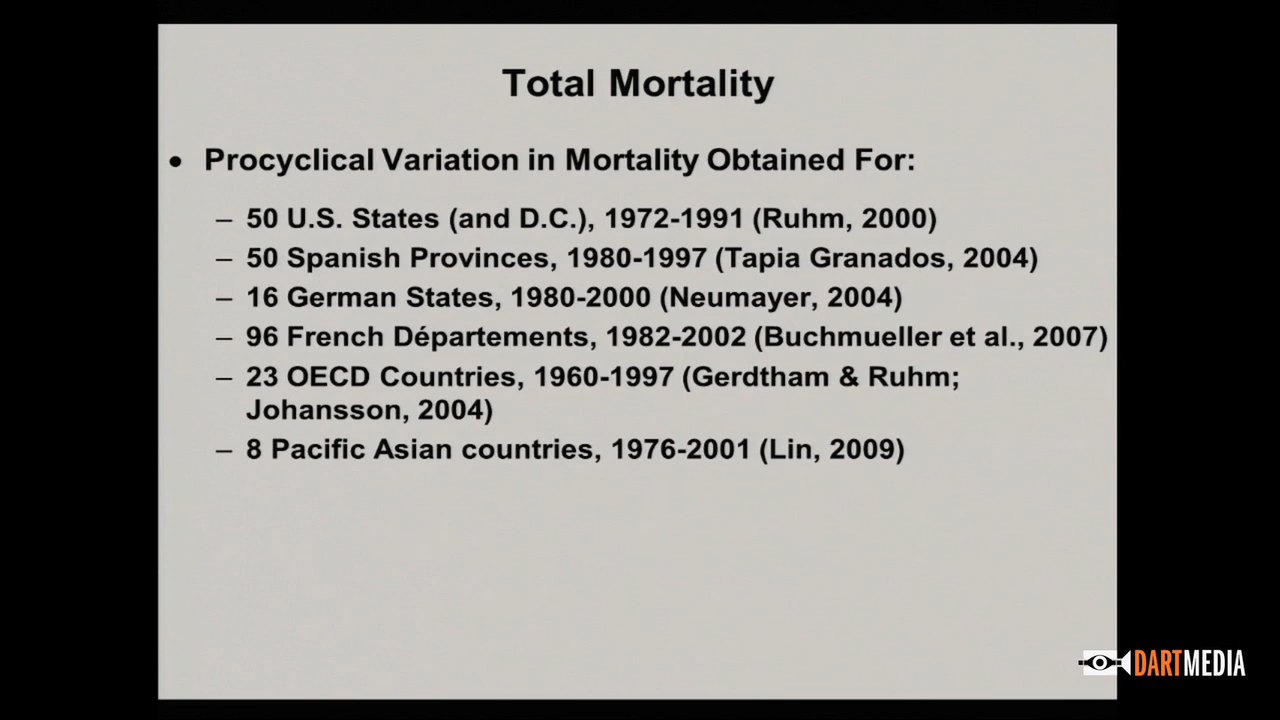 Total Mortality
• Procyclical Variation in Mortality Obtained For:
– 50 U.S. States (and D.C.), 1972-1991 (Ruhm, 2000)
– 50 Spanish Provinces, 1980-1997 (Tapia Granados, 2004)
– 16 German States, 1980-2000 (Neumayer, 2004)
– 96 French Départements, 1982-2002 (Buchmueller et al., 2007)
– 23 OECD Countries, 1960-1997 (Gerdtham & Ruhm;
Johansson, 2004)
– 8 Pacific Asian countries, 1976-2001 (Lin, 2009)
DARTMEDIA